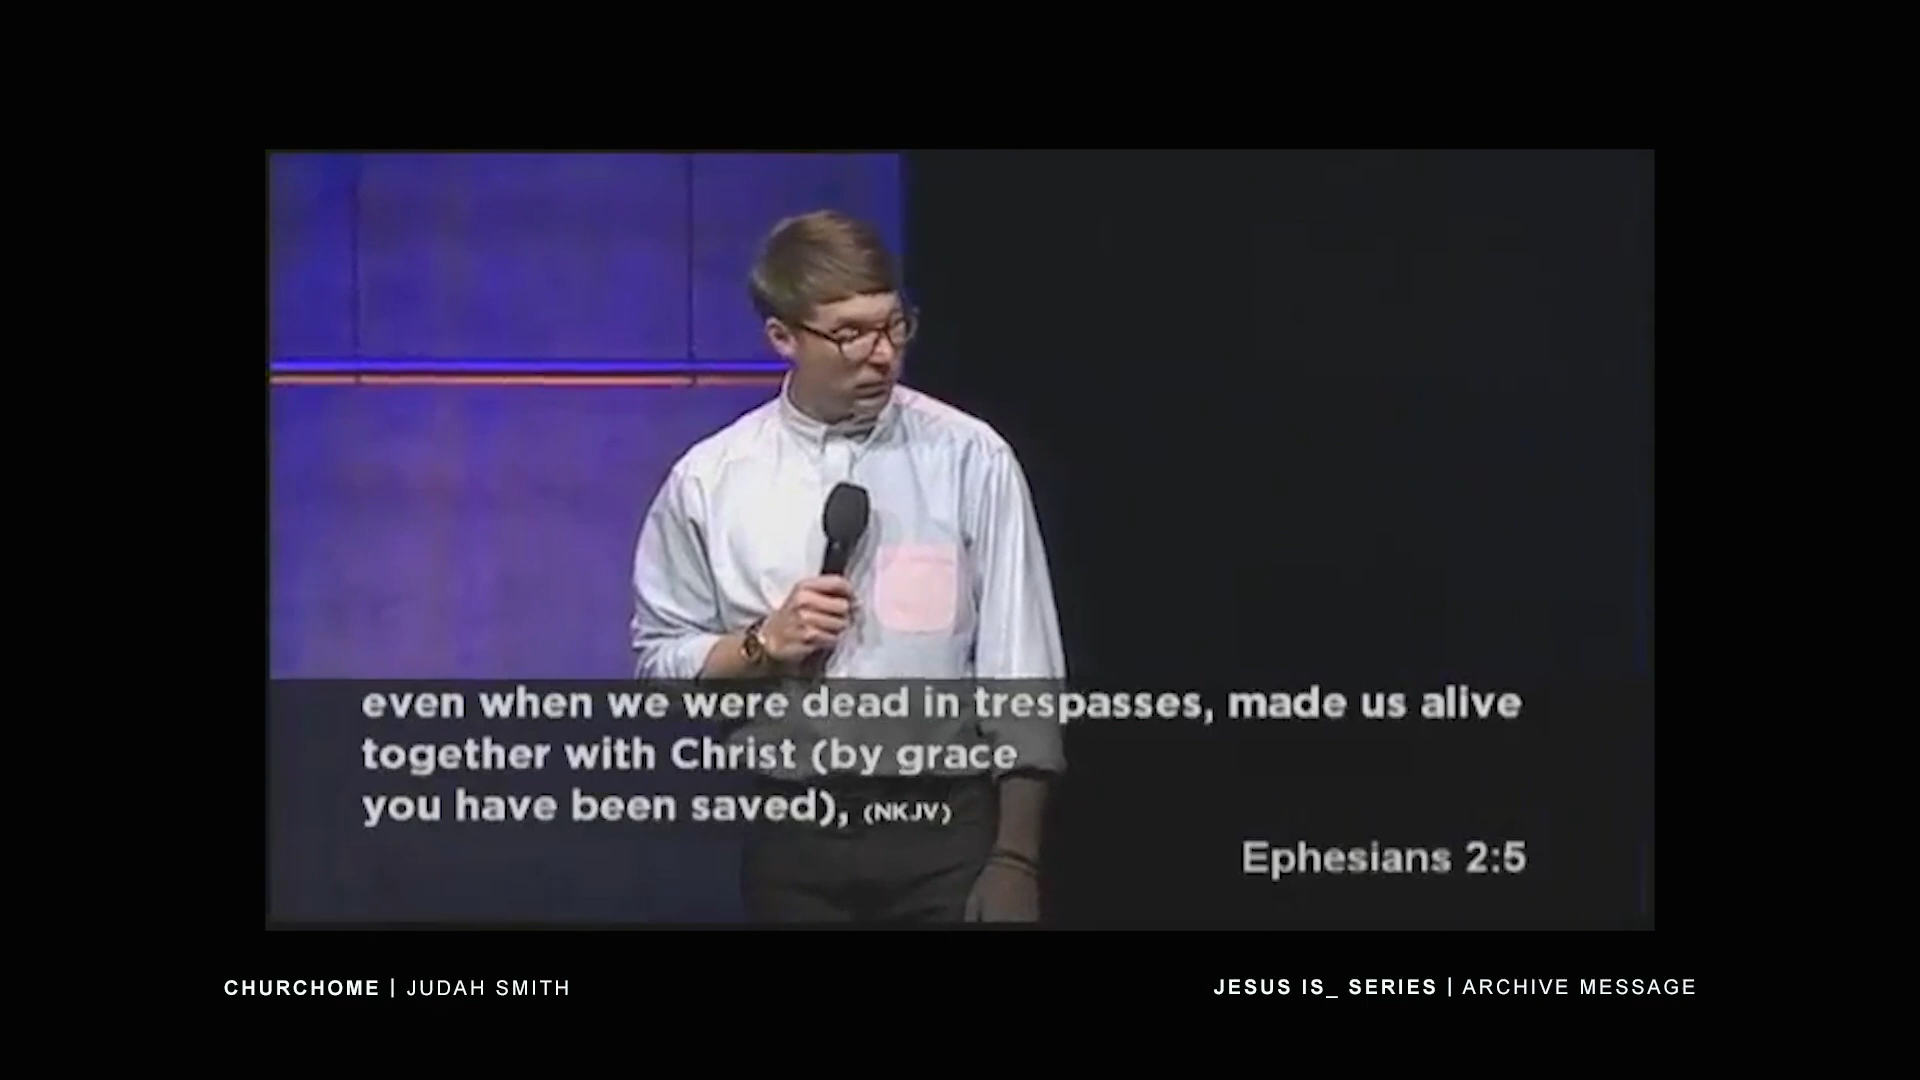 even when we were dead in trespasses, made us alive
together with Christ (by grace
you have been saved), (NKJV)
Ephesians 2:5
CHURCHOME | JUDAH SMITH
JESUS IS_ SERIES | ARCHIVE MESSAGE